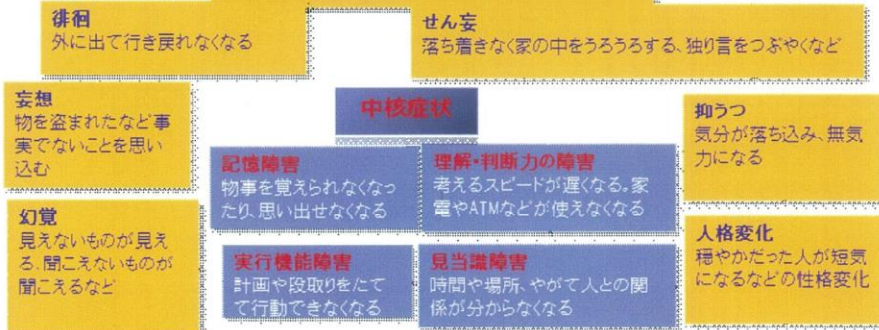 徘徊
外に出て行き戻れなくなる
せん妄
落ち着きなく家の中をうろうろする、独り言をつぶやくなど
妄想
物を盗まれたなど事
実でないことを思い
込む
中核症状
抑うつ
気分が落ち込み、無気
力になる
記憶障害
物事を覚えられなくなっ
たり、思い出せなくなる
理解・判断力の障害
考えるスピードが遅くなる。家
電やATMなどが使えなくなる
幻覚
見えないものが見え
る、聞こえないものが
聞こえるなど
実行機能障害
計画や段取りをたて
て行動できなくなる
見当識障害
時間や場所、やがて人との関
係が分からなくなる
人格変化
穏やかだった人が短気
になるなどの性格変化